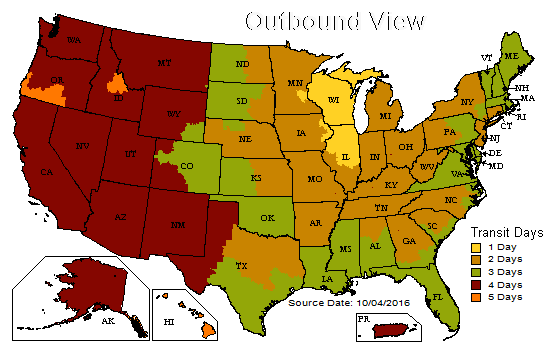 Outbound View
WA
OR
ID
MT
WY
NV
UT
CA
AZ
NM
CO
ND
SD
NE
KS
OK
TX
MN
IA
MO
AR
LA
WI
IL
MI
IN
OH
KY
TN
MS
AL
GA
FL
SC
NC
VA
WV
PA
NY
VT
ME
NH
MA
RI
CT
NJ
DE
MD
AK
HI
PR
Transit Days
1 Day
2 Days
3 Days
4 Days
5 Days
Source Date: 10/04/2016